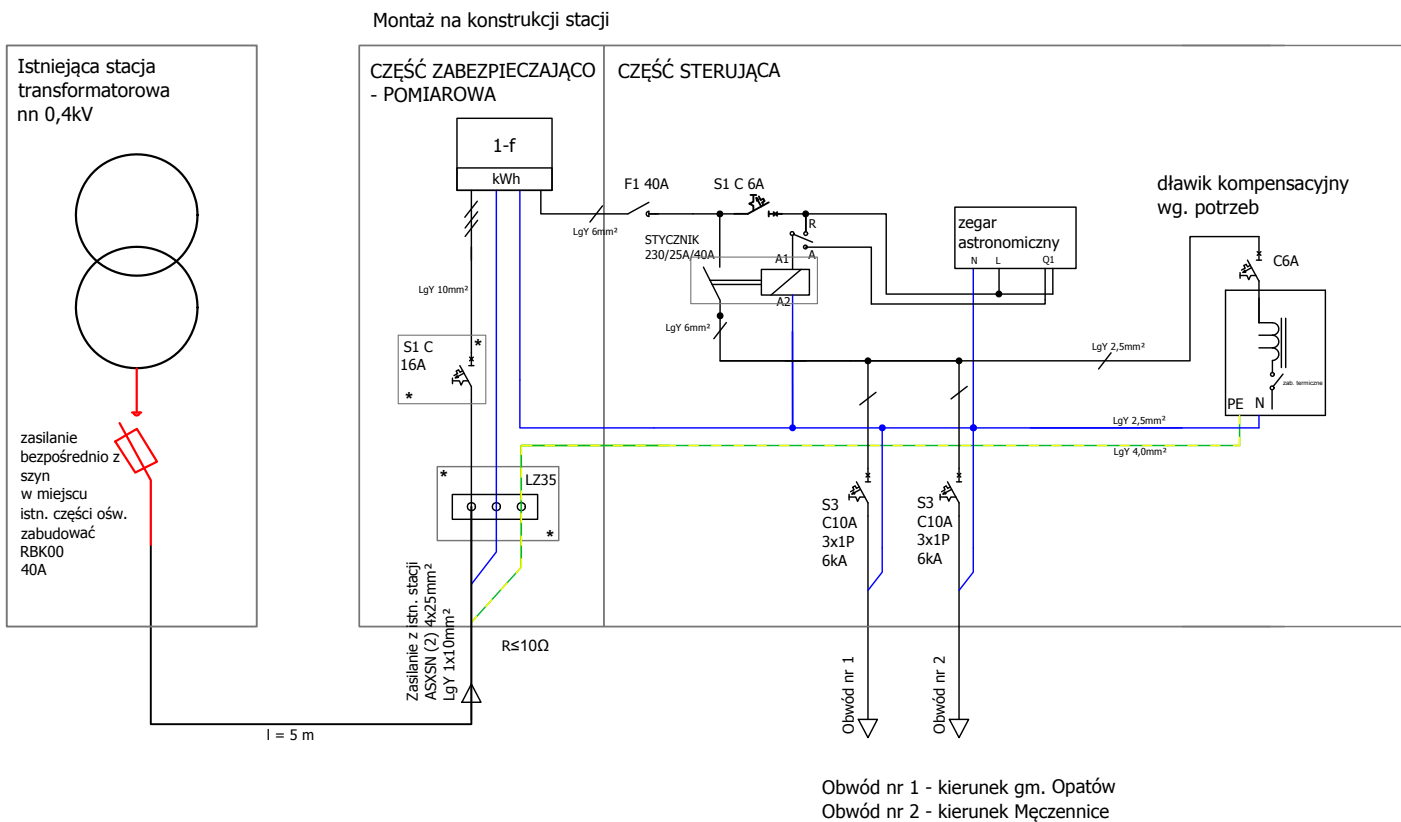 Montaż na konstrukcji stacji
Istniejąca stacja
transformatorowa
nn 0,4kV
zasilanie
bezpośrednio z
szyn
w miejscu
istn. części ośw.
zabudować
RBK00
40A
l = 5 m
CZĘŚĆ ZABEZPIECZAJĄCO
- POMIAROWA
1-f
kWh
LgY 10mm²
S1 C
16A
*
*
*
LZ35
*
Zasilanie z istn. stacji
ASXSN (2) 4x25mm²
LgY 1x10mm²
R≤10Ω
CZĘŚĆ STERUJĄCA
F1 40A
S1 C 6A
LgY 6mm²
STYCZNIK
230/25A/40A
R
A
A1
A2
LgY 6mm²
zegar
astronomiczny
N L Q1
dławik kompensacyjny
wg. potrzeb
C6A
zab. termiczne
PE N
LgY 2,5mm²
LgY 2,5mm²
LgY 4,0mm²
S3
C10A
3x1P
6kA
S3
C10A
3x1P
6kA
Obwód nr 1
Obwód nr 2
Obwód nr 1 - kierunek gm. Opatów
Obwód nr 2 - kierunek Męczennice